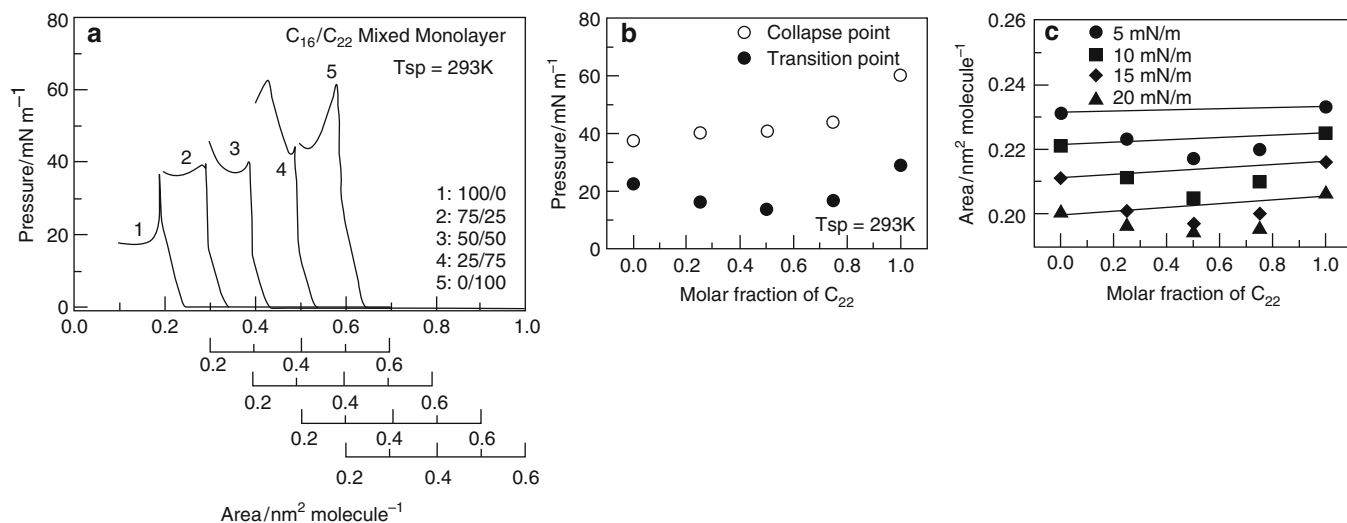 a
C₁₆/C₂₂ Mixed Monolayer
Tsp = 293K
Pressure/mN m⁻¹
80
60
40
20
0
1
2
3
4
5
1: 100/0
2: 75/25
3: 50/50
4: 25/75
5: 0/100
0.0 0.2 0.4 0.6 0.8 1.0
0.2 0.4 0.6
0.2 0.4 0.6
0.2 0.4 0.6
0.2 0.4 0.6
Area/nm² molecule⁻¹
b
Collapse point
Transition point
Pressure/mN m⁻¹
80
60
40
20
0
Tsp = 293K
0.0 0.2 0.4 0.6 0.8 1.0
Molar fraction of C₂₂
c
5 mN/m
10 mN/m
15 mN/m
20 mN/m
Area/nm² molecule⁻¹
0.26
0.24
0.22
0.20
0.0 0.2 0.4 0.6 0.8 1.0
Molar fraction of C₂₂